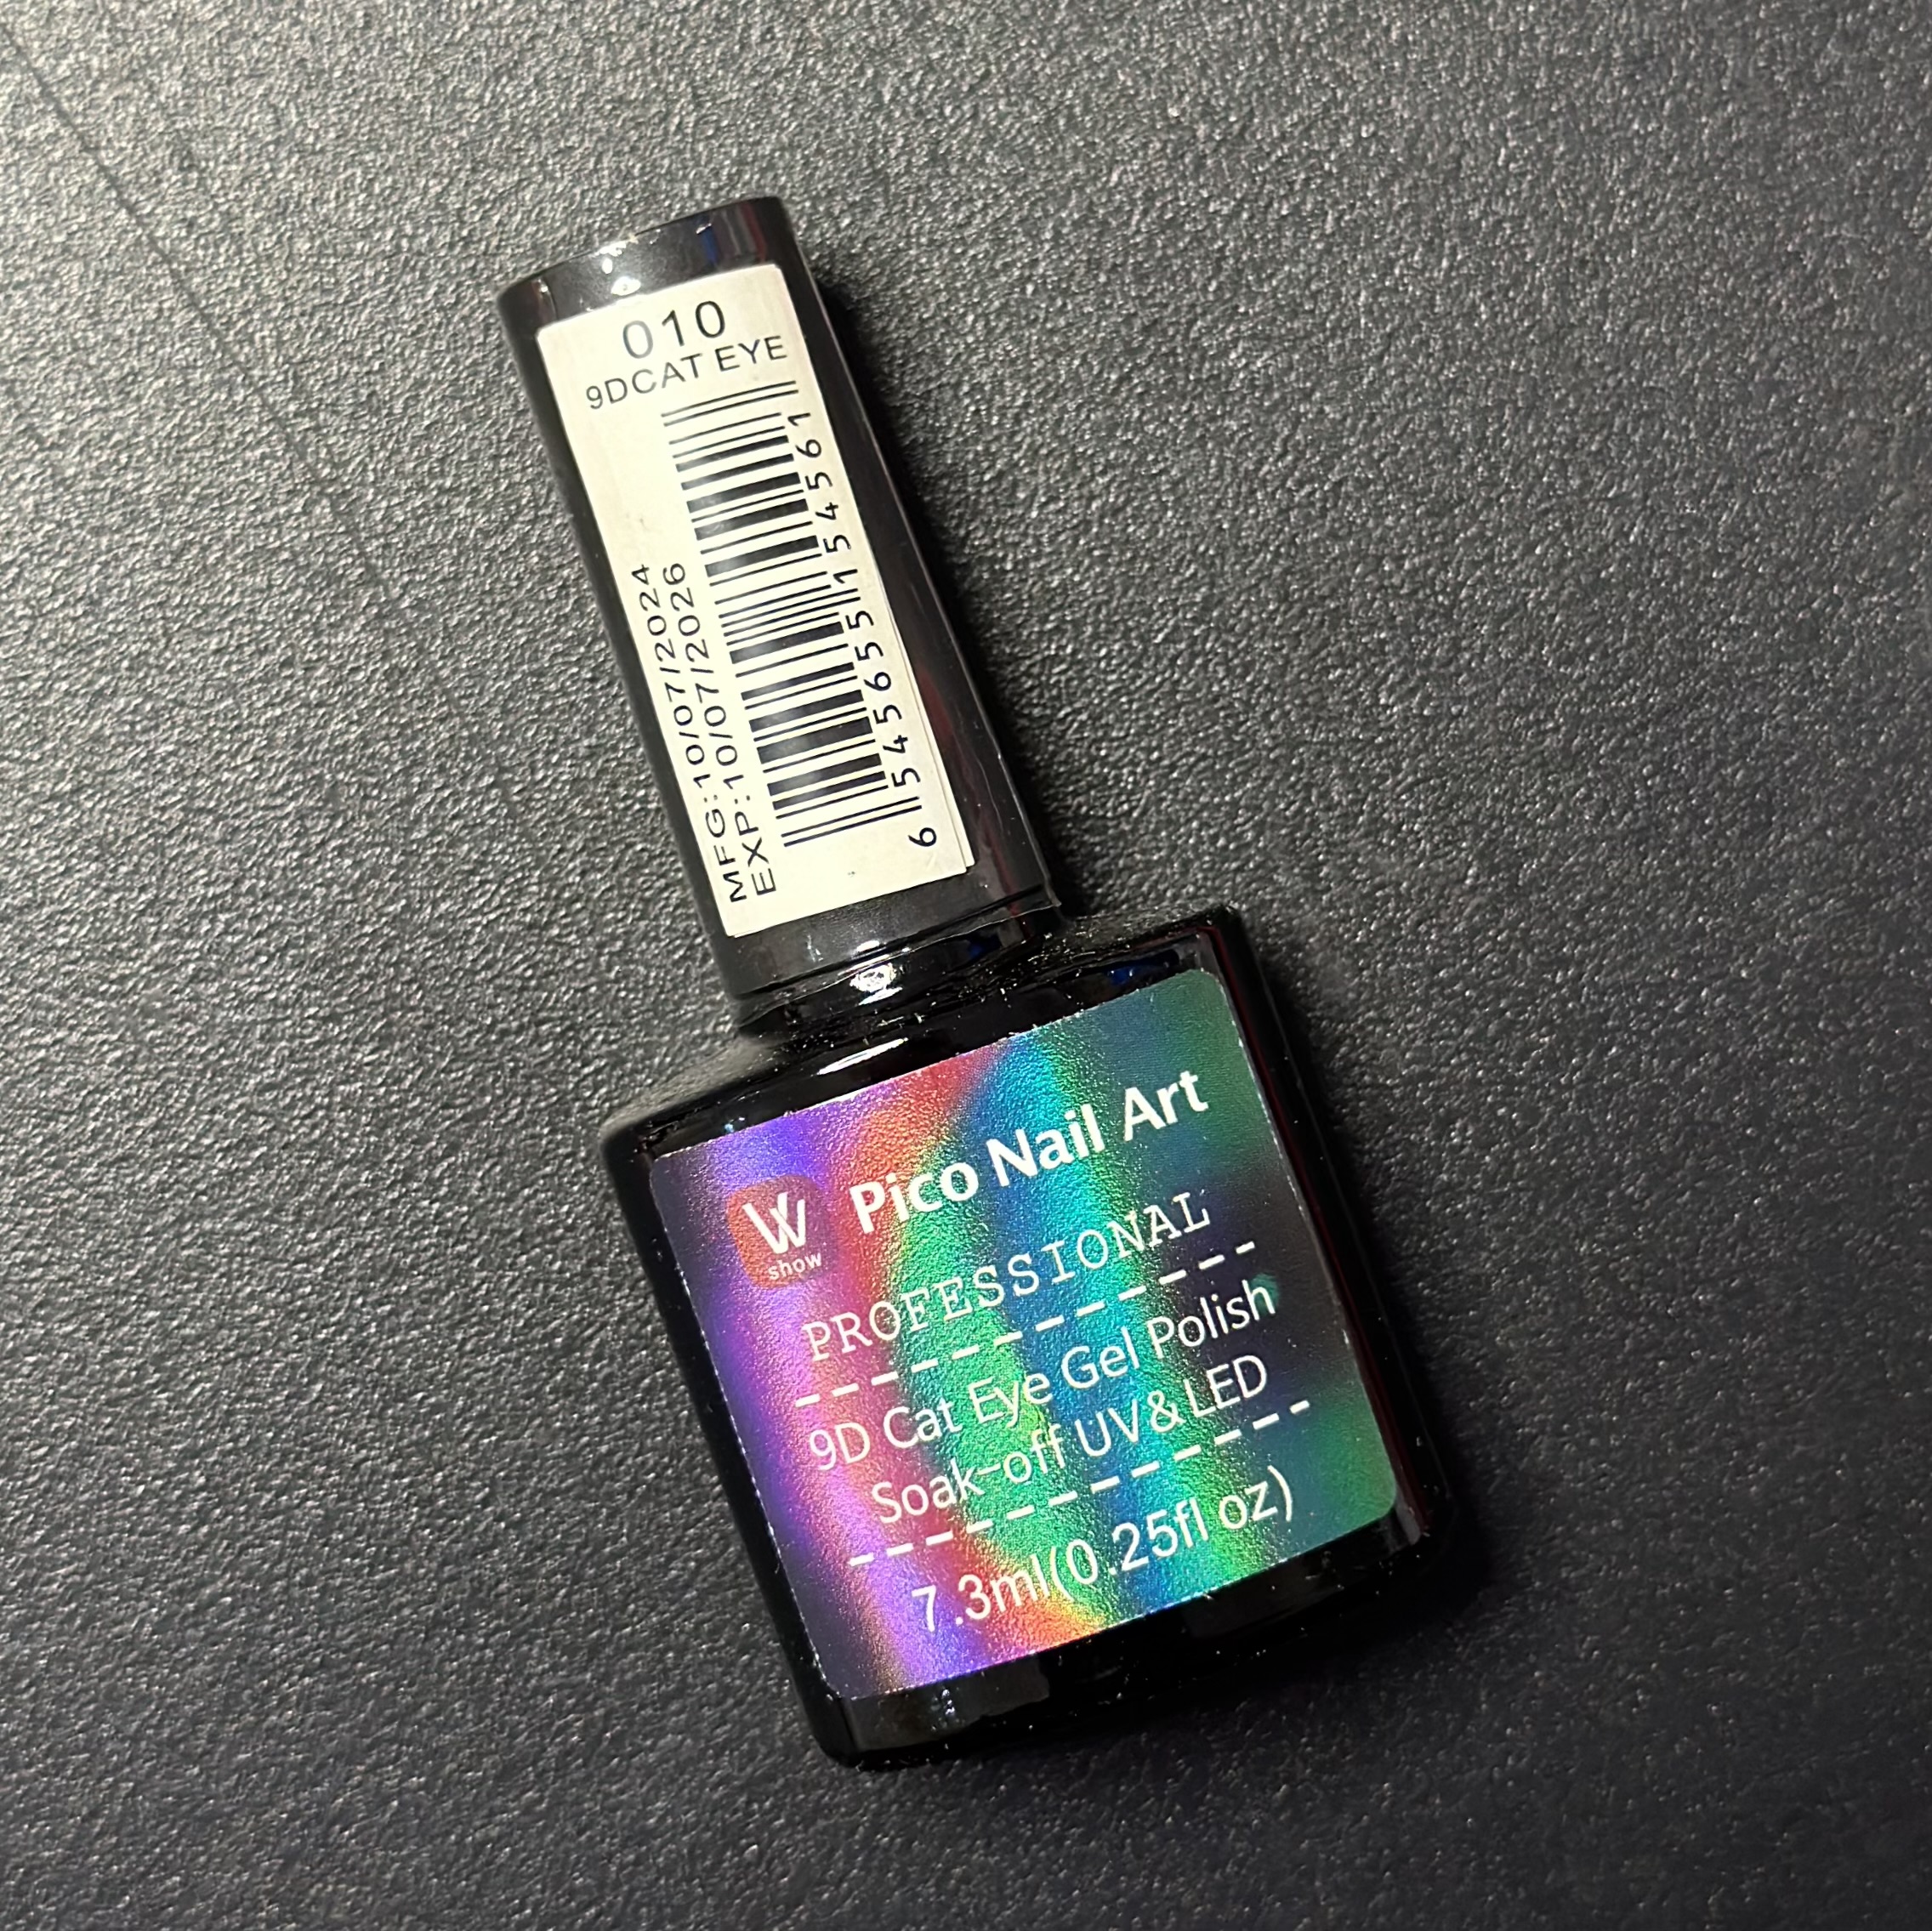 010
9DCAT EYE
MFG:10/07/2024
EXP:10/07/2026
6 545655 154561
W
show
Pico Nail Art
PROFESSIONAL
9D Cat Eye Gel Polish
Soak-off UV&LED
7.3ml(0.25fl oz)